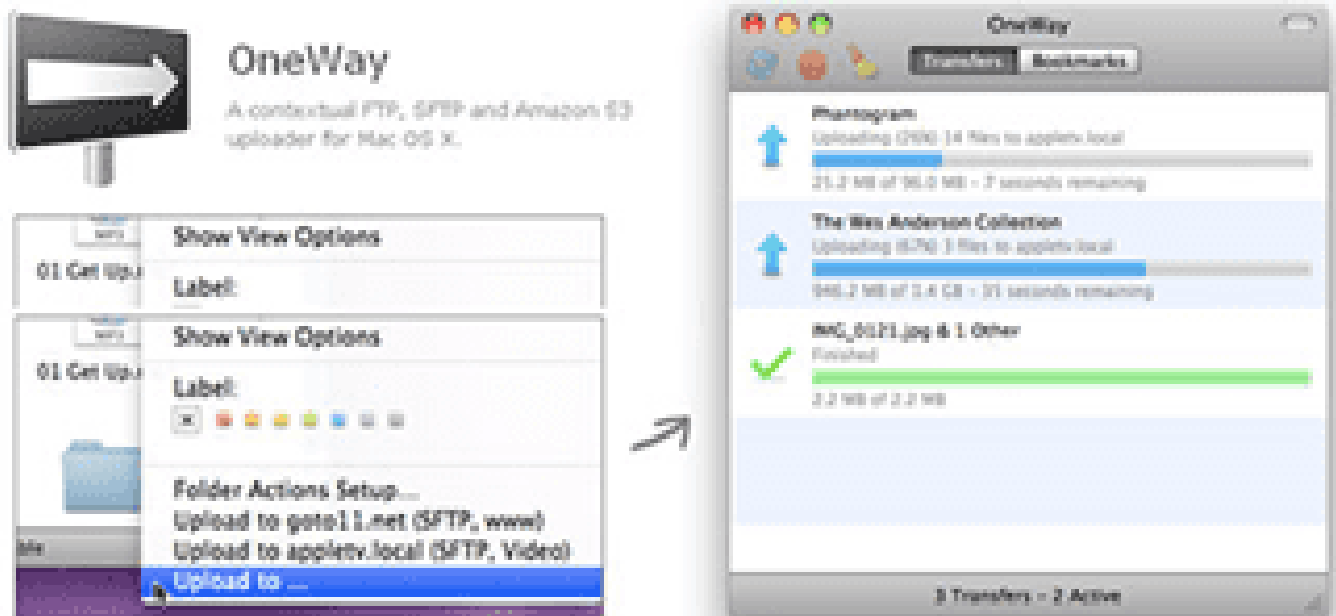 OneWay
A contextual FTP, SFTP and Amazon S3
uploader for Mac OS X.
Show View Options
01 Get Up.
Label:
MP3
Show View Options
01 Get Up.
Label:
Folder Actions Setup...
Upload to goto11.net (SFTP, www)
Upload to appletv.local (SFTP, Video)
Upload to ...
OneWay
Transfers Bookmarks
Phantogram
Uploading (26%) 14 files to appletv.local
25.2 MB of 96.0 MB - 7 seconds remaining
The Wes Anderson Collection
Uploading (67%) 3 files to appletv.local
946.2 MB of 1.4 GB - 35 seconds remaining
IMG_0121.jpg & 1 Other
Finished
2.2 MB of 2.2 MB
3 Transfers - 2 Active